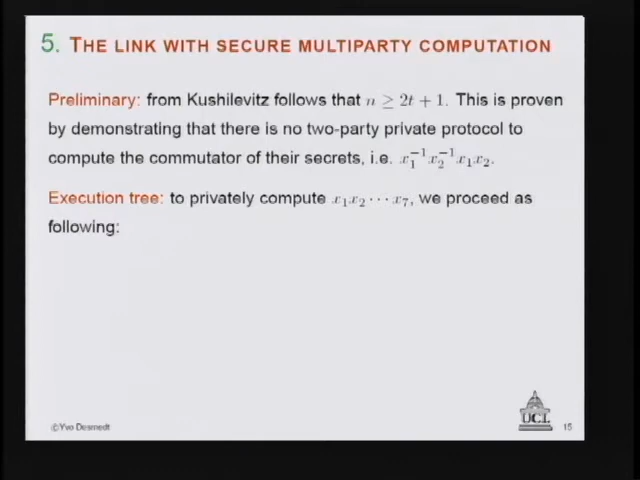 5. THE LINK WITH SECURE MULTIPARTY COMPUTATION
Preliminary: from Kushilevitz follows that n ≥ 2t + 1. This is proven
by demonstrating that there is no two-party private protocol to
compute the commutator of their secrets, i.e. x₁⁻¹x₂⁻¹x₁x₂.
Execution tree: to privately compute x₁x₂ ⋯ x₇, we proceed as
following:
©Yvo Desmedt
UCL
15